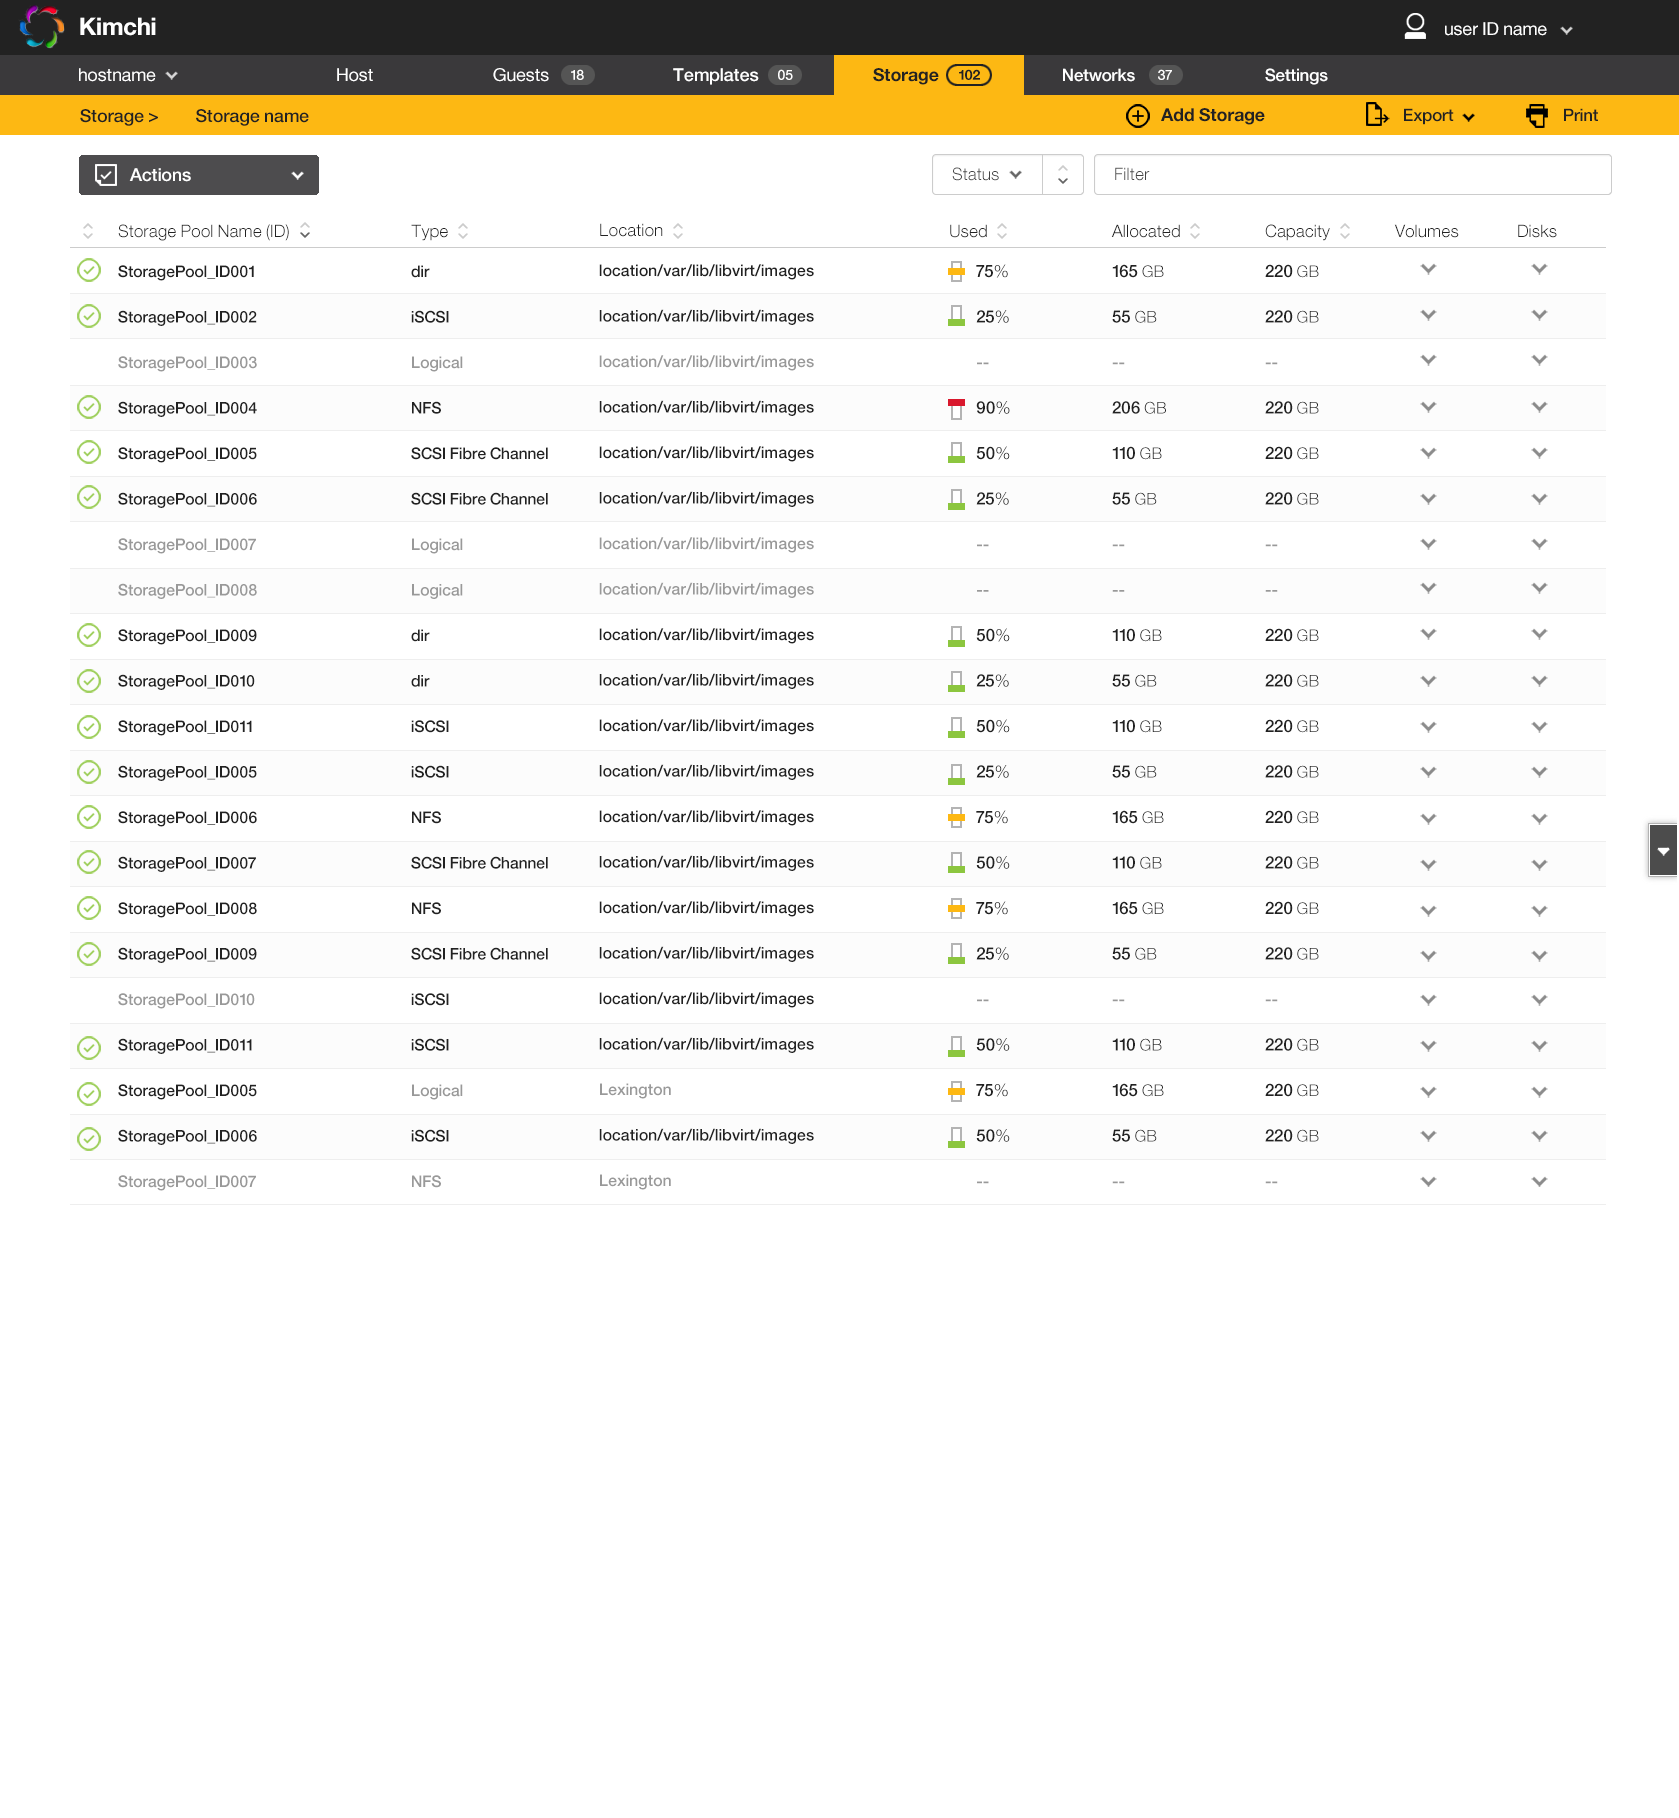 Kimchi user ID name
hostname Host Guests 18 Templates 05 Storage 102 Networks 37 Settings
Storage > Storage name Add Storage Export Print
Actions Status Filter
Storage Pool Name (ID) Type Location Used Allocated Capacity Volumes Disks
StoragePool_ID001 dir location/var/lib/libvirt/images 75% 165 GB 220 GB
StoragePool_ID002 iSCSI location/var/lib/libvirt/images 25% 55 GB 220 GB
StoragePool_ID003 Logical location/var/lib/libvirt/images -- -- --
StoragePool_ID004 NFS location/var/lib/libvirt/images 90% 206 GB 220 GB
StoragePool_ID005 SCSI Fibre Channel location/var/lib/libvirt/images 50% 110 GB 220 GB
StoragePool_ID006 SCSI Fibre Channel location/var/lib/libvirt/images 25% 55 GB 220 GB
StoragePool_ID007 Logical location/var/lib/libvirt/images -- -- --
StoragePool_ID008 Logical location/var/lib/libvirt/images -- -- --
StoragePool_ID009 dir location/var/lib/libvirt/images 50% 110 GB 220 GB
StoragePool_ID010 dir location/var/lib/libvirt/images 25% 55 GB 220 GB
StoragePool_ID011 iSCSI location/var/lib/libvirt/images 50% 110 GB 220 GB
StoragePool_ID005 iSCSI location/var/lib/libvirt/images 25% 55 GB 220 GB
StoragePool_ID006 NFS location/var/lib/libvirt/images 75% 165 GB 220 GB
StoragePool_ID007 SCSI Fibre Channel location/var/lib/libvirt/images 50% 110 GB 220 GB
StoragePool_ID008 NFS location/var/lib/libvirt/images 75% 165 GB 220 GB
StoragePool_ID009 SCSI Fibre Channel location/var/lib/libvirt/images 25% 55 GB 220 GB
StoragePool_ID010 iSCSI location/var/lib/libvirt/images -- -- --
StoragePool_ID011 iSCSI location/var/lib/libvirt/images 50% 110 GB 220 GB
StoragePool_ID005 Logical Lexington 75% 165 GB 220 GB
StoragePool_ID006 iSCSI location/var/lib/libvirt/images 50% 55 GB 220 GB
StoragePool_ID007 NFS Lexington -- -- --